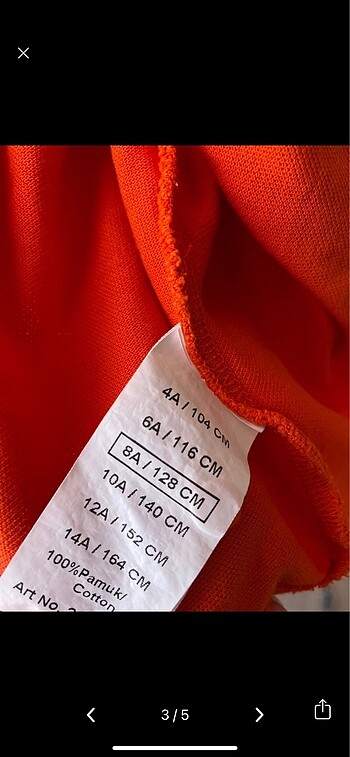 4A / 104 CM
6A / 116 CM
8A / 128 CM
10A / 140 CM
12A / 152 CM
14A / 164 CM
100%Pamuk/
Cotton
Art No.
3 / 5